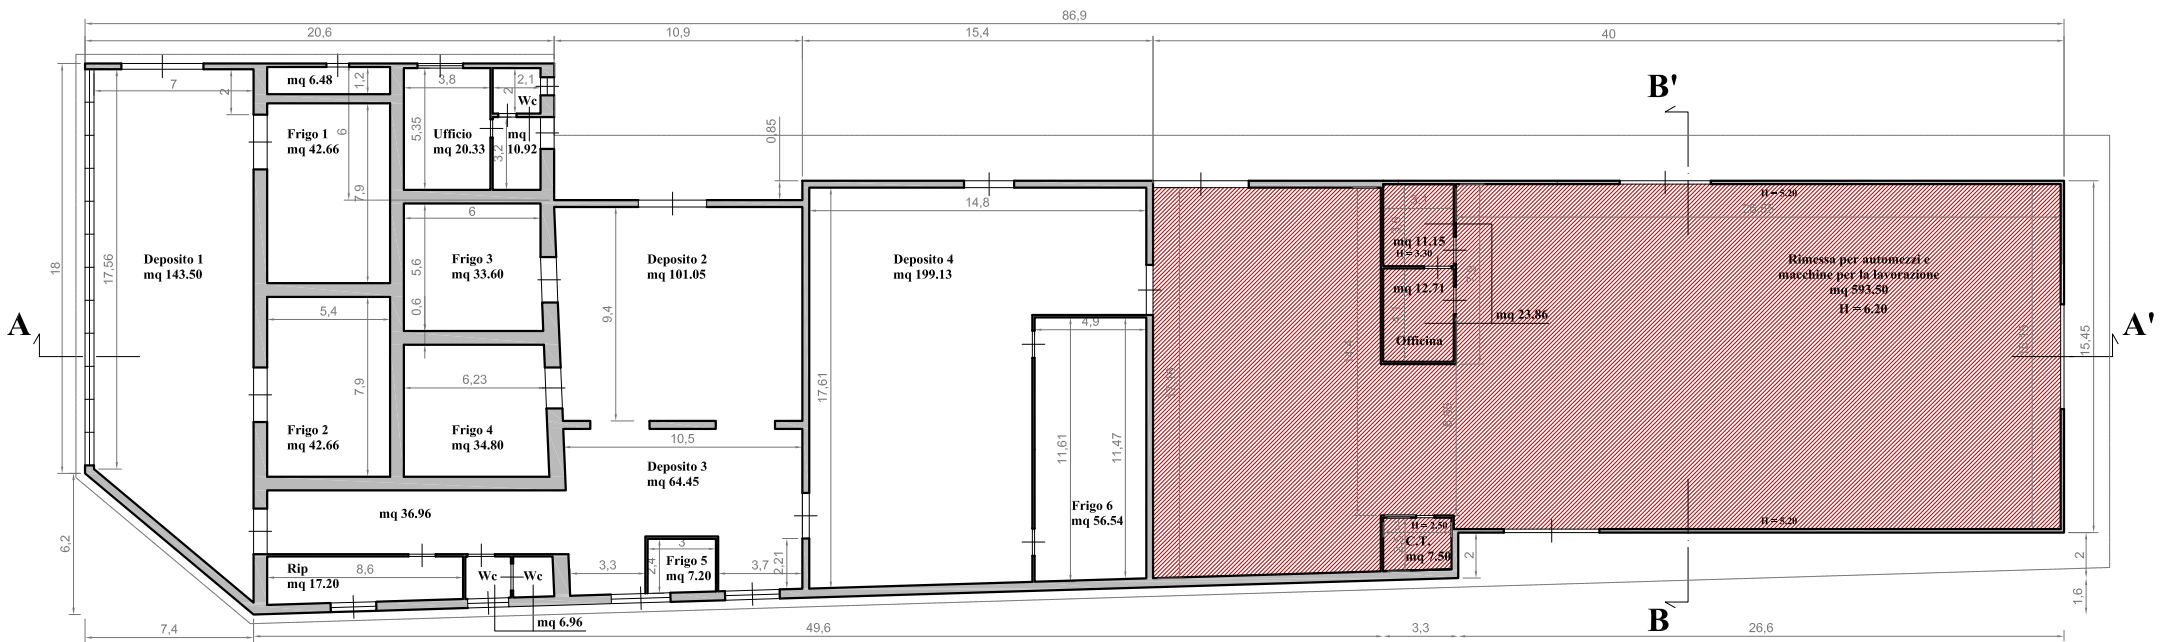 86,9
20,6
10,9
15,4
40
B'
mq 6.48
1,2
3,8
2,1
2
Wc
7
2
Frigo 1
mq 42.66
6
7,9
5,35
Ufficio
mq 20.33
mq
10.92
3,2
0,85
14,8
H = 5.20
3,1
mq 11.15
H = 3.30
mq 12.71
mq 23.86
Officina
Rimessa per automezzi e
macchine per la lavorazione
mq 593.50
H = 6.20
18
17,56
Deposito 1
mq 143.50
6
Frigo 3
mq 33.60
5,6
0,6
Deposito 2
mq 101.05
9,4
Deposito 4
mq 199.13
17,61
4,9
A
A'
15,45
14,4
17,16
5,4
7,9
Frigo 2
mq 42.66
6,23
Frigo 4
mq 34.80
10,5
Deposito 3
mq 64.45
11,61
11,47
Frigo 6
mq 56.54
mq 36.96
H = 5.20
H = 2.50
C.T.
mq 7.50
2
2
1,6
6,2
Rip
mq 17.20
8,6
Wc
Wc
3,3
2,4
3
Frigo 5
mq 7.20
3,7
2,21
mq 6.96
B
7,4
49,6
3,3
26,6